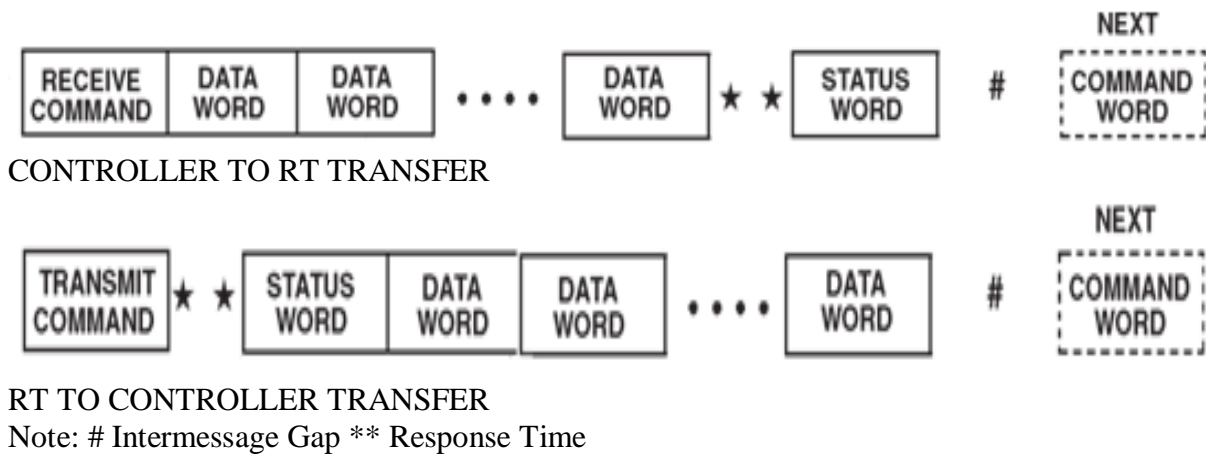 NEXT
RECEIVE COMMAND DATA WORD DATA WORD • • • • DATA WORD ★ ★ STATUS WORD # COMMAND WORD
CONTROLLER TO RT TRANSFER
NEXT
TRANSMIT COMMAND ★ ★ STATUS WORD DATA WORD DATA WORD • • • • DATA WORD # COMMAND WORD
RT TO CONTROLLER TRANSFER
Note: # Intermessage Gap ** Response Time